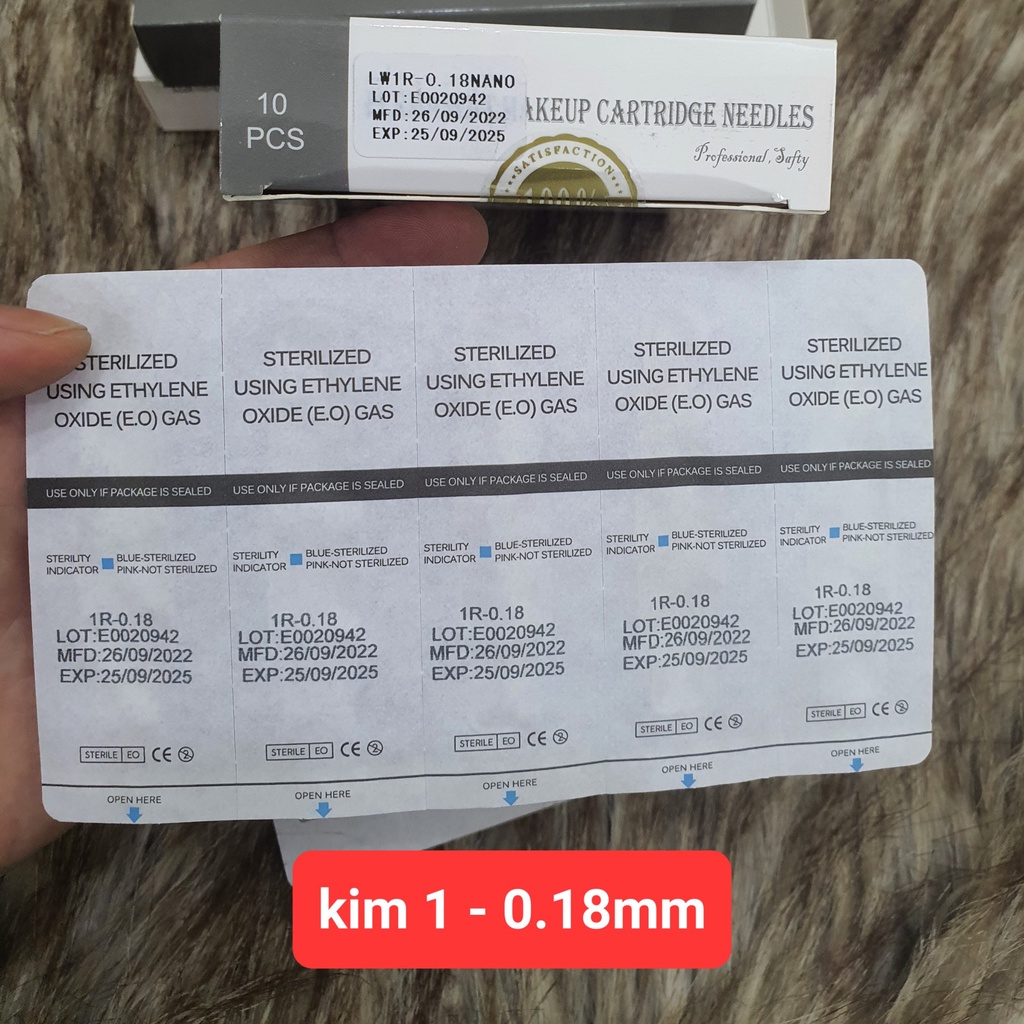 10
PCS
LW1R-0.18NANO
LOT:E0020942
MFD:26/09/2022
EXP:25/09/2025
CARTRIDGE NEEDLES
Professional, Safty
SATISFACTION
100%
STERILIZED
USING ETHYLENE
OXIDE (E.O) GAS
USE ONLY IF PACKAGE IS SEALED
STERILITY
INDICATOR
BLUE-STERILIZED
PINK-NOT STERILIZED
1R-0.18
LOT:E0020942
MFD:26/09/2022
EXP:25/09/2025
STERILE EO CE 2
OPEN HERE
STERILIZED
USING ETHYLENE
OXIDE (E.O) GAS
USE ONLY IF PACKAGE IS SEALED
STERILITY
INDICATOR
BLUE-STERILIZED
PINK-NOT STERILIZED
1R-0.18
LOT:E0020942
MFD:26/09/2022
EXP:25/09/2025
STERILE EO CE 2
OPEN HERE
STERILIZED
USING ETHYLENE
OXIDE (E.O) GAS
USE ONLY IF PACKAGE IS SEALED
STERILITY
INDICATOR
BLUE-STERILIZED
PINK-NOT STERILIZED
1R-0.18
LOT:E0020942
MFD:26/09/2022
EXP:25/09/2025
STERILE EO CE 2
OPEN HERE
STERILIZED
USING ETHYLENE
OXIDE (E.O) GAS
USE ONLY IF PACKAGE IS SEALED
STERILITY
INDICATOR
BLUE-STERILIZED
PINK-NOT STERILIZED
1R-0.18
LOT:E0020942
MFD:26/09/2022
EXP:25/09/2025
STERILE EO CE 2
OPEN HERE
STERILIZED
USING ETHYLENE
OXIDE (E.O) GAS
USE ONLY IF PACKAGE IS SEALED
STERILITY
INDICATOR
BLUE-STERILIZED
PINK-NOT STERILIZED
1R-0.18
LOT:E0020942
MFD:26/09/2022
EXP:25/09/2025
STERILE EO CE 2
OPEN HERE
kim 1 - 0.18mm